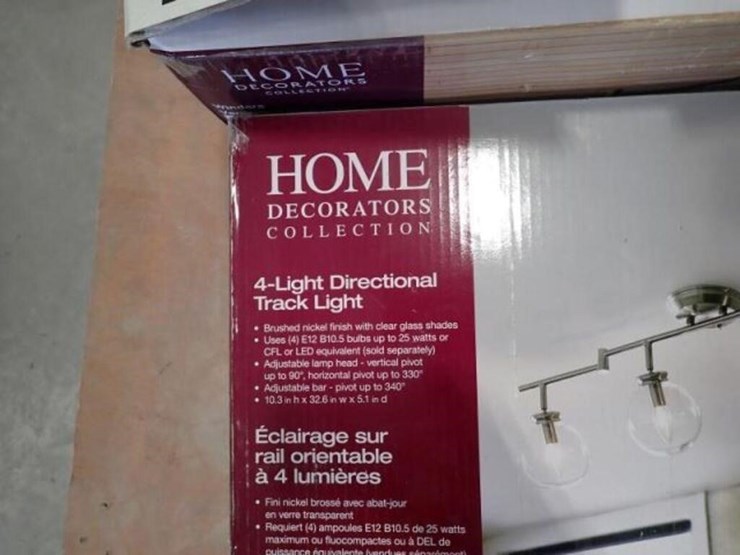 HOME
DECORATORS
COLLECTION
HOME
DECORATORS
COLLECTION
4-Light Directional
Track Light
• Brushed nickel finish with clear glass shades
• Uses (4) E12 B10.5 bulbs up to 25 watts or
CFL or LED equivalent (sold separately)
• Adjustable lamp head - vertical pivot
up to 90°, horizontal pivot up to 330°
• Adjustable bar - pivot up to 340°
• 10.3 in h x 32.6 in w x 5.1 in d
Éclairage sur
rail orientable
à 4 lumières
• Fini nickel brossé avec abat-jour
en verre transparent
• Requiert (4) ampoules E12 B10.5 de 25 watts
maximum ou fluocompactes ou à DEL de
puissance équivalente (vendues séparément)